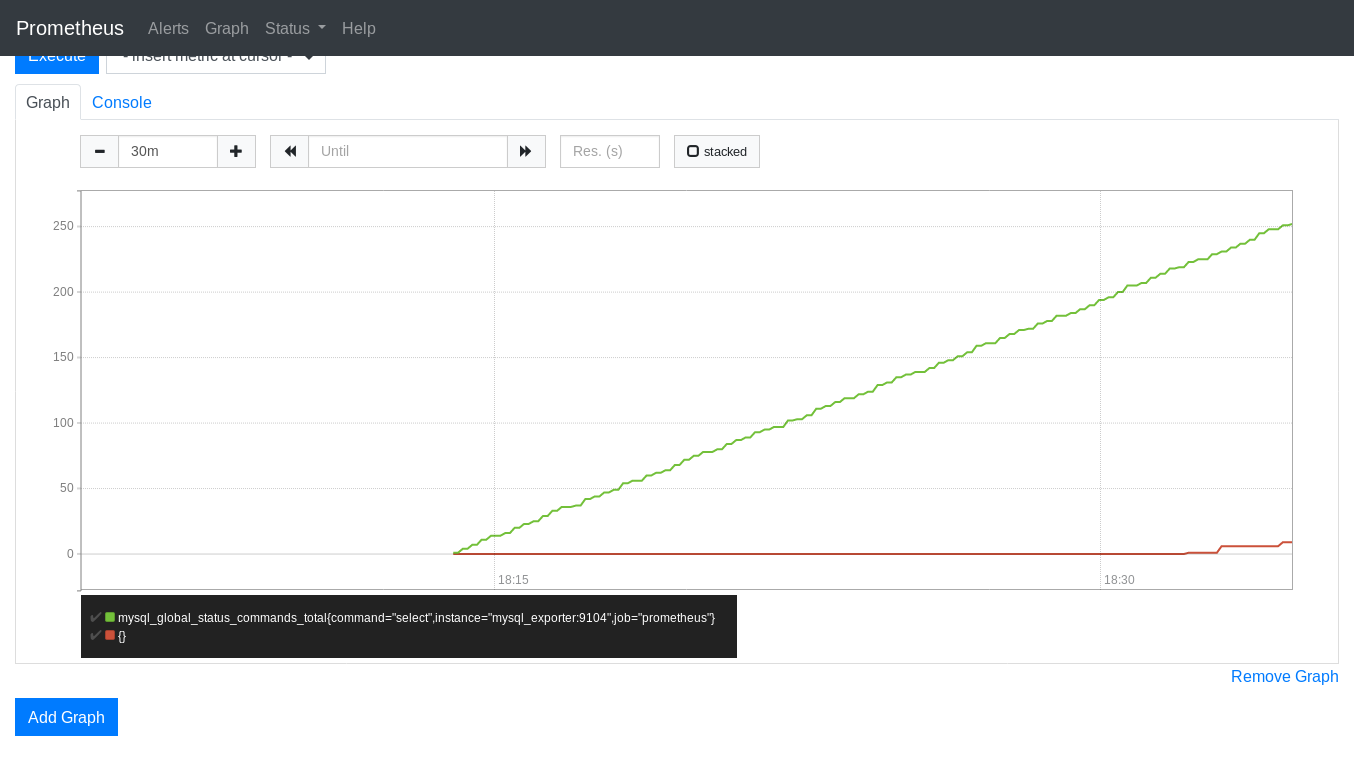 Prometheus Alerts Graph Status Help
Execute - insert metric at cursor -
Graph Console
30m Until Res. (s) stacked
250
200
150
100
50
0
18:15 18:30
mysql_global_status_commands_total{command="select",instance="mysql_exporter:9104",job="prometheus"}
{}
Remove Graph
Add Graph